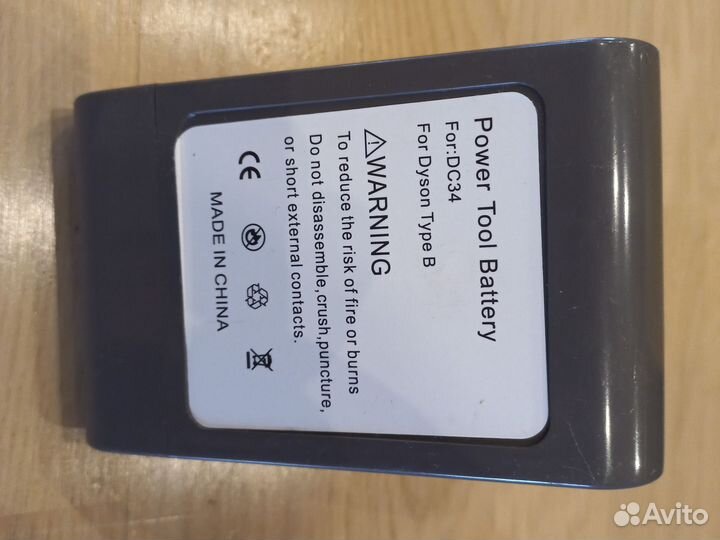 Power Tool Battery
For:DC34
For Dyson Type B
⚠WARNING
To reduce the risk of fire or burns
Do not disassemble,crush,puncture,
or short external contacts.
CE
MADE IN CHINA
Avito